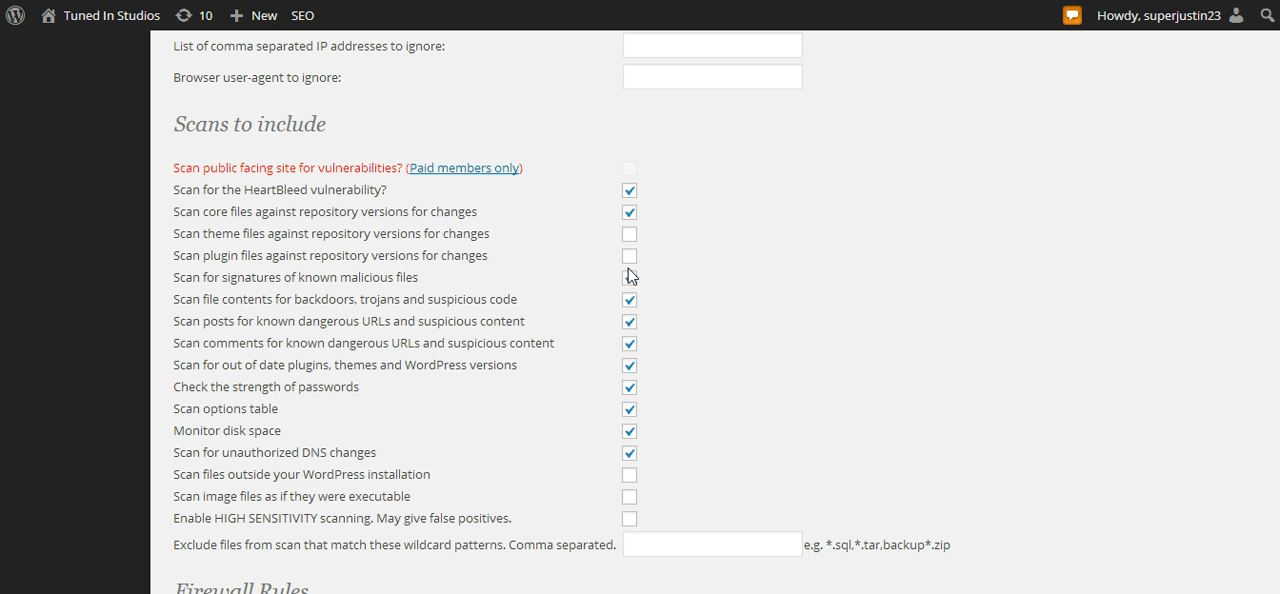 Tuned In Studios 10 New SEO Howdy, superjustin23
List of comma separated IP addresses to ignore:
Browser user-agent to ignore:
Scans to include
Scan public facing site for vulnerabilities? (Paid members only)
Scan for the HeartBleed vulnerability?
Scan core files against repository versions for changes
Scan theme files against repository versions for changes
Scan plugin files against repository versions for changes
Scan for signatures of known malicious files
Scan file contents for backdoors, trojans and suspicious code
Scan posts for known dangerous URLs and suspicious content
Scan comments for known dangerous URLs and suspicious content
Scan for out of date plugins, themes and WordPress versions
Check the strength of passwords
Scan options table
Monitor disk space
Scan for unauthorized DNS changes
Scan files outside your WordPress installation
Scan image files as if they were executable
Enable HIGH SENSITIVITY scanning. May give false positives.
Exclude files from scan that match these wildcard patterns. Comma separated. e.g. *.sql,*.tar,backup*.zip
Firewall Rules